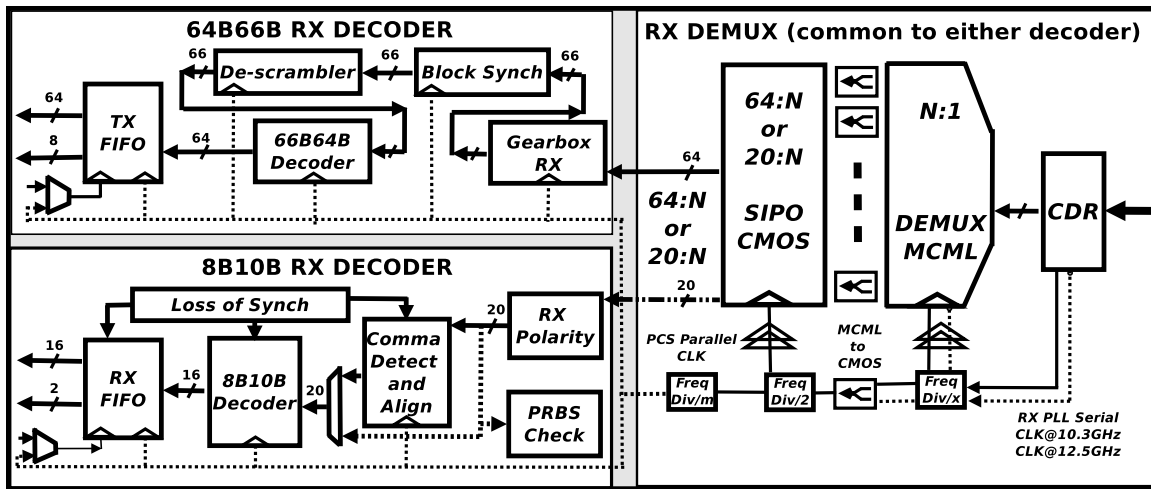 64B66B RX DECODER
66
De-scrambler
66
Block Synch
66
64
8
TX
FIFO
64
66B64B
Decoder
Gearbox
RX
8B10B RX DECODER
Loss of Synch
16
2
RX
FIFO
16
8B10B
Decoder
20
Comma
Detect
and
Align
20
RX
Polarity
PRBS
Check
RX DEMUX (common to either decoder)
64
64:N
or
20:N
20
64:N
or
20:N
SIPO
CMOS
N:1
DEMUX
MCML
CDR
PCS Parallel
CLK
MCML
to
CMOS
Freq
Div/m
Freq
Div/2
Freq
Div/x
RX PLL Serial
CLK@10.3GHz
CLK@12.5GHz